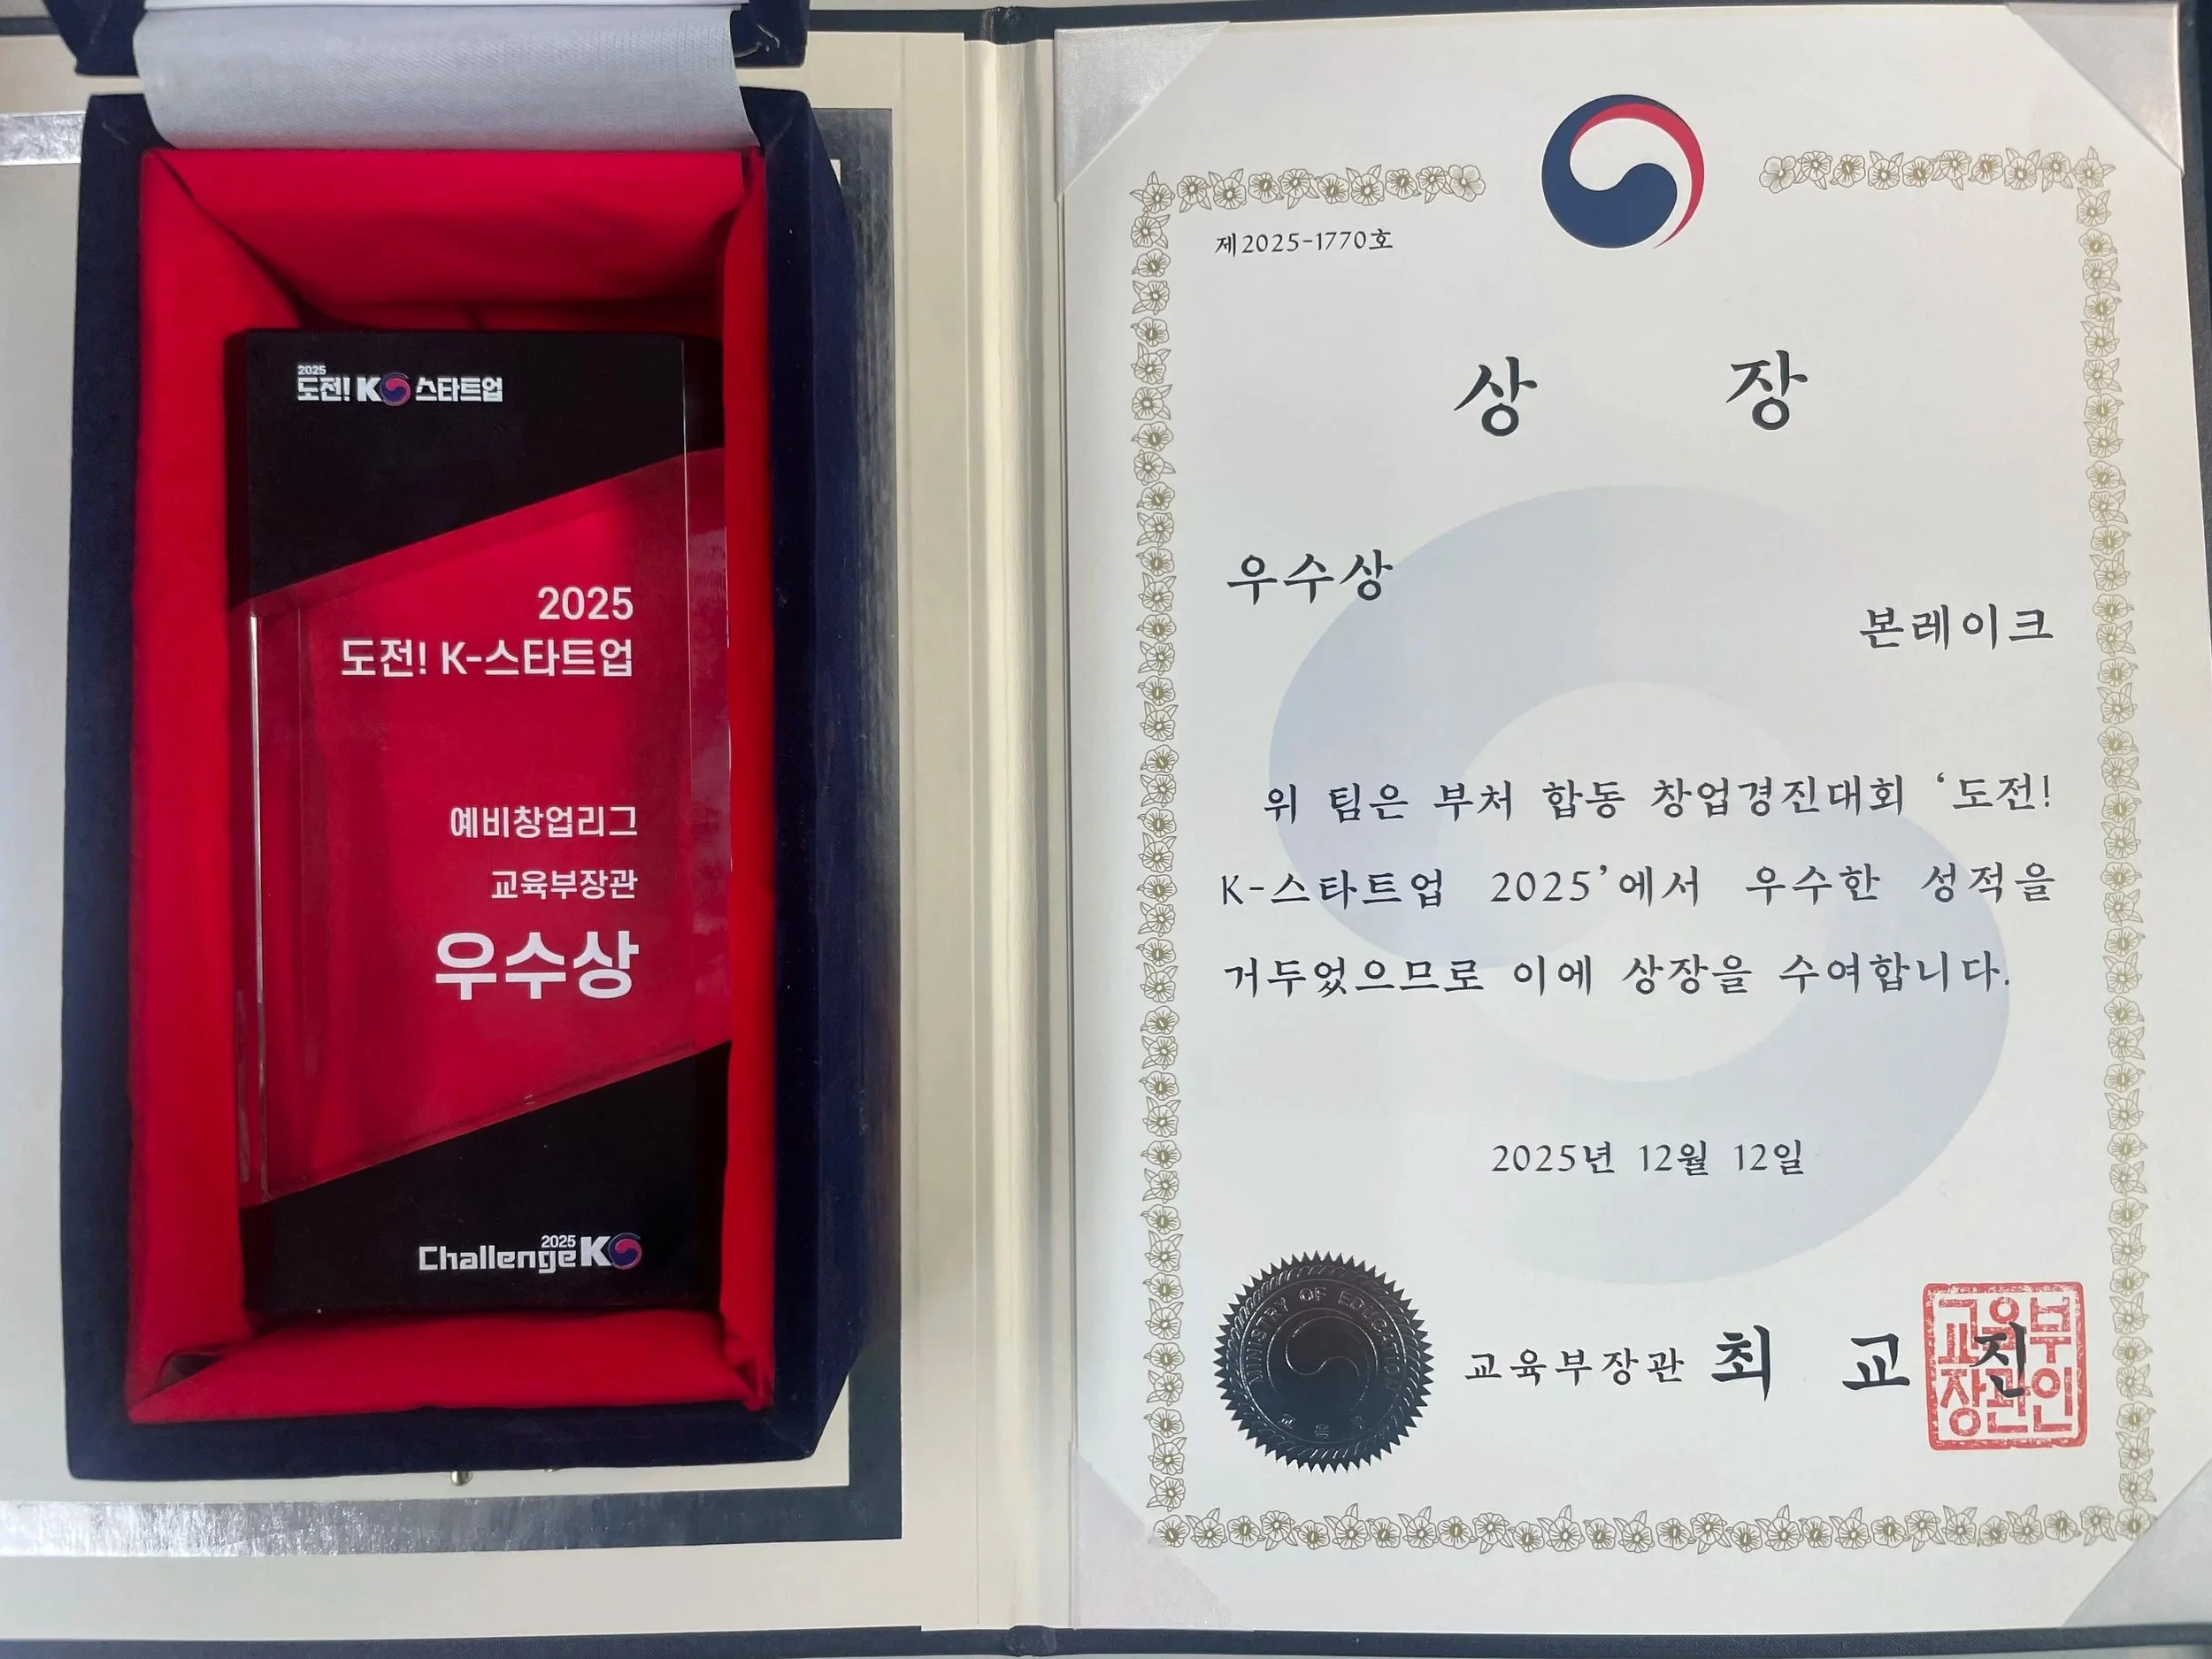 2025
도전! K 스타트업
2025
도전! K-스타트업
예비창업리그
교육부장관
우수상
2025
Challenge K
제2025-1770호
상 장
우수상
본레이크
위 팀은 부처 합동 창업경진대회 ‘도전!
K-스타트업 2025’에서 우수한 성적을
거두었으므로 이에 상장을 수여합니다.
2025년 12월 12일
MINISTRY OF EDUCATION
교육부
교육부장관 최 교 진
교육부
장관인